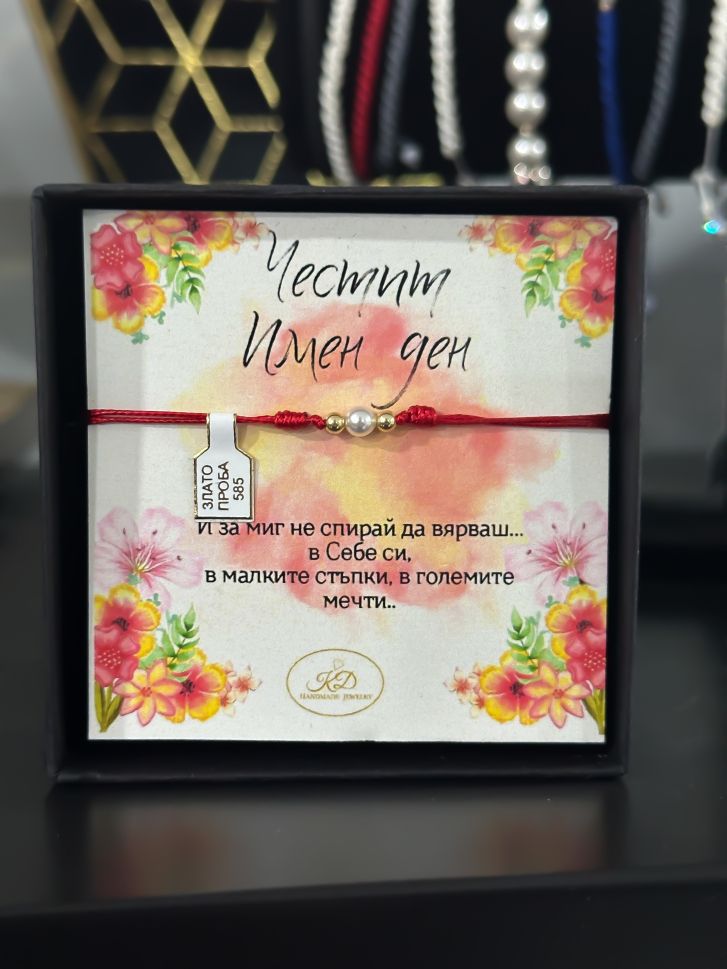 Честит
Имен ден
ЗЛАТО
ПРОБА
585
И за миг не спирай да вярваш...
в Себе си,
в малките стъпки, в големите
мечти..
KD
HANDMADE JEWELRY